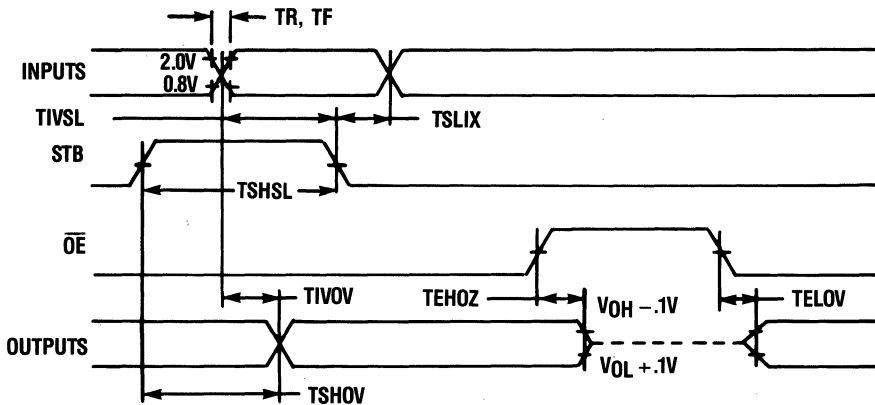 TR, TF
INPUTS
2.0V
0.8V
TIVSL
TSLIX
STB
TSHSL
OE
TIVOV
TEHOZ
VOH – .1V
TELOV
OUTPUTS
VOL + .1V
TSHOV